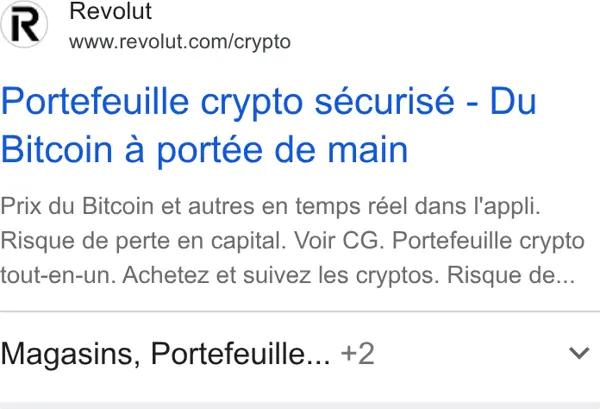 Revolut
www.revolut.com/crypto
Portefeuille crypto sécurisé - Du
Bitcoin à portée de main
Prix du Bitcoin et autres en temps réel dans l'appli.
Risque de perte en capital. Voir CG. Portefeuille crypto
tout-en-un. Achetez et suivez les cryptos. Risque de...
Magasins, Portefeuille... +2